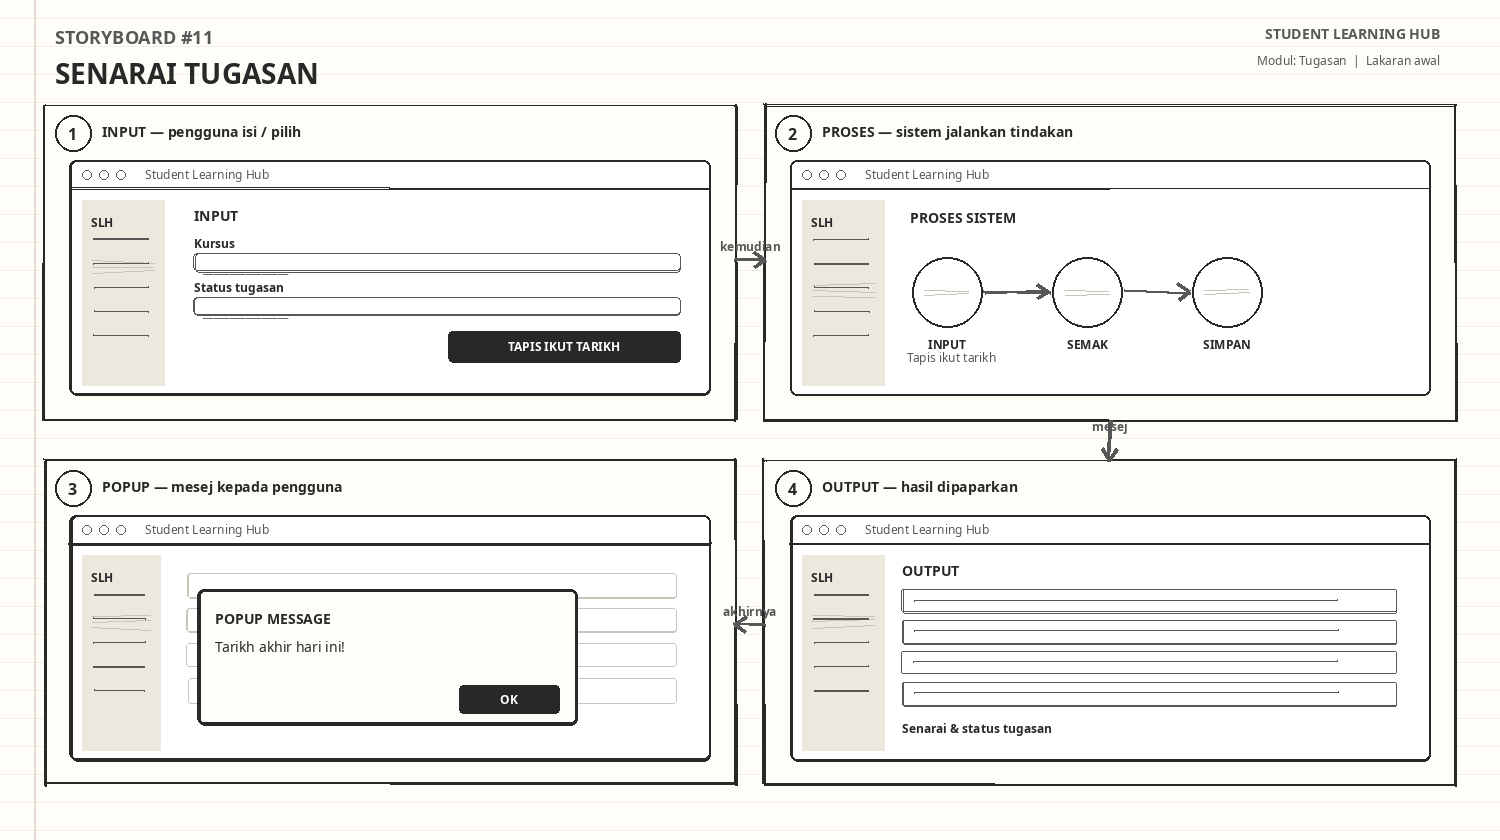 STORYBOARD #11
SENARAI TUGASAN
STUDENT LEARNING HUB
Modul: Tugasan | Lakaran awal
1
INPUT — pengguna isi / pilih
Student Learning Hub
SLH
INPUT
Kursus
Status tugasan
TAPIS IKUT TARIKH
kemudian
2
PROSES — sistem jalankan tindakan
Student Learning Hub
SLH
PROSES SISTEM
INPUT
Tapis ikut tarikh
SEMAK
SIMPAN
mesej
3
POPUP — mesej kepada pengguna
Student Learning Hub
SLH
POPUP MESSAGE
Tarikh akhir hari ini!
OK
akhirnya
4
OUTPUT — hasil dipaparkan
Student Learning Hub
SLH
OUTPUT
Senarai & status tugasan